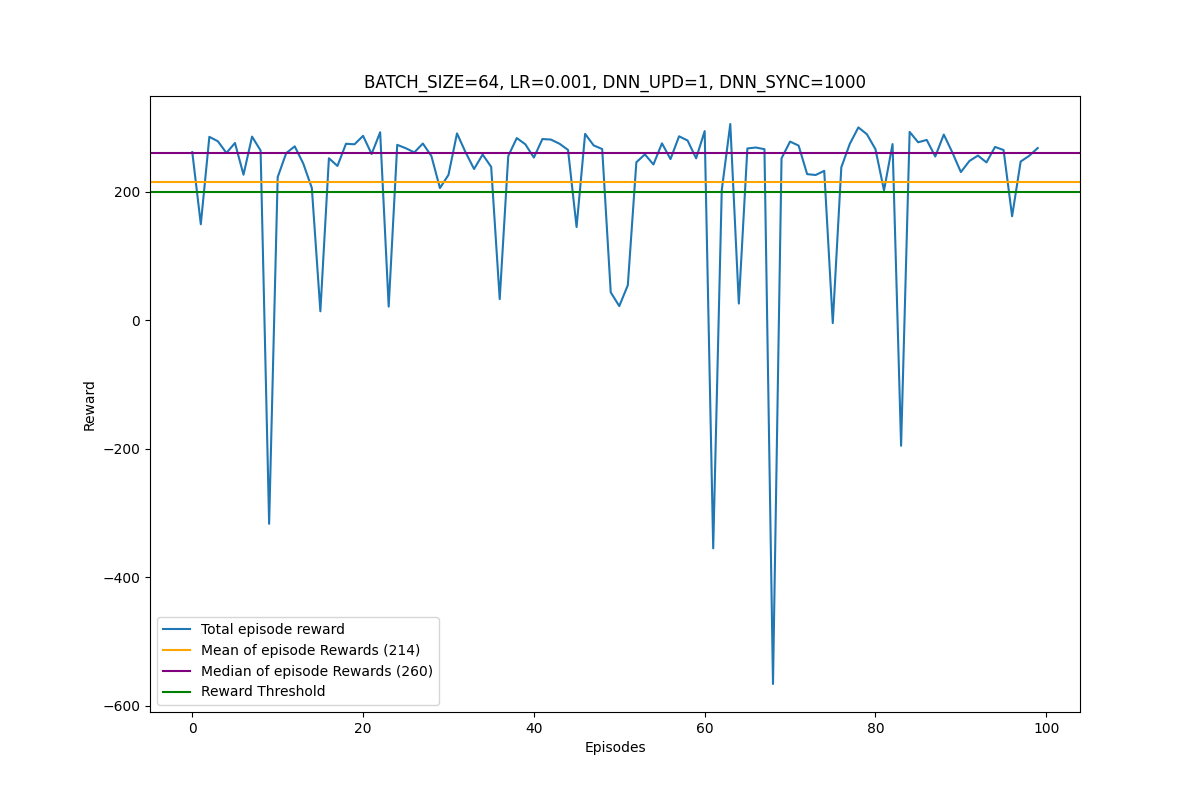 BATCH_SIZE=64, LR=0.001, DNN_UPD=1, DNN_SYNC=1000
200
0
−200
−400
−600
Reward
Total episode reward
Mean of episode Rewards (214)
Median of episode Rewards (260)
Reward Threshold
0 20 40 60 80 100
Episodes